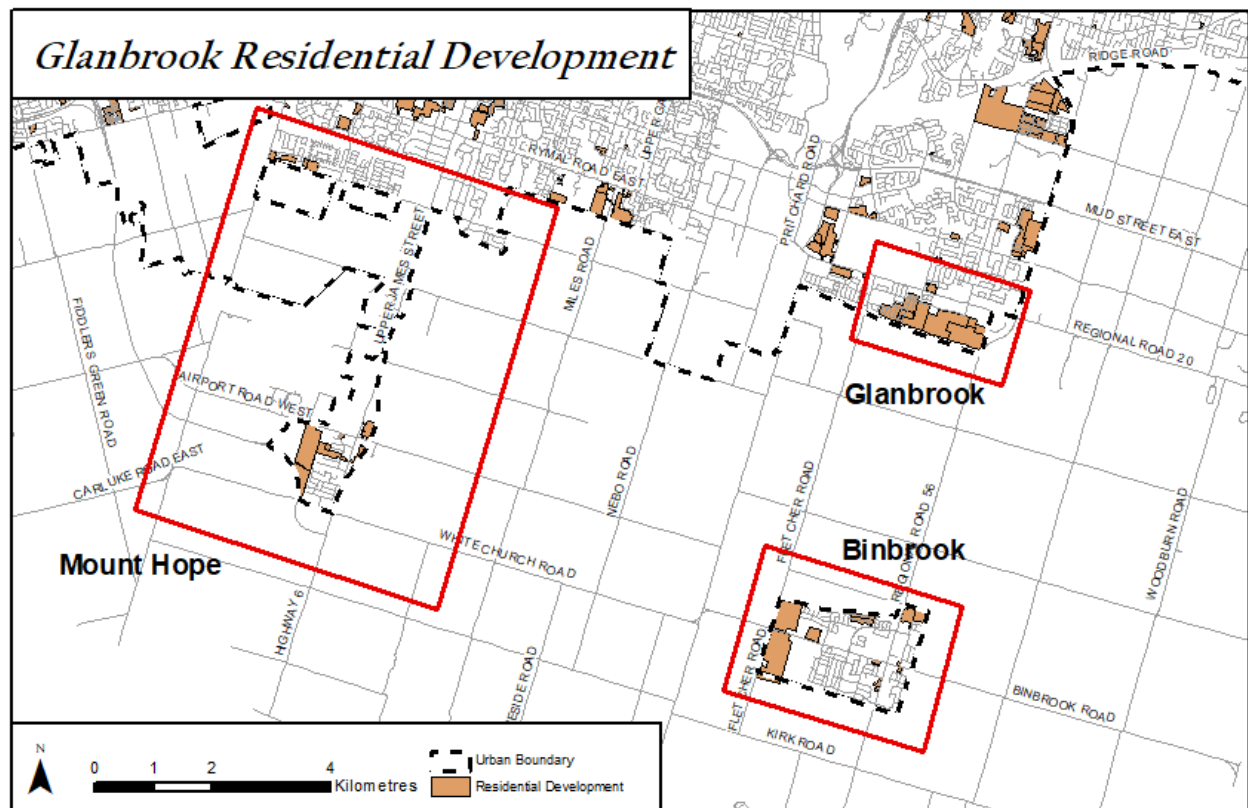 Glanbrook Residential Development
RIDGE ROAD
RYMAL ROAD EAST
PRITCHARD ROAD
MUD STREET EAST
UPPER JAMES STREET
MILES ROAD
FIDDLERS GREEN ROAD
REGIONAL ROAD 20
AIRPORT ROAD WEST
Glanbrook
CARLUKE ROAD EAST
NEBO ROAD
FLETCHER ROAD
REGIONAL ROAD 56
WOODBURN ROAD
Mount Hope
WHITECHURCH ROAD
Binbrook
HIGHWAY 6
FLETCHER ROAD
BINBROOK ROAD
KIRK ROAD
N
0 1 2 4
Kilometres
Urban Boundary
Residential Development